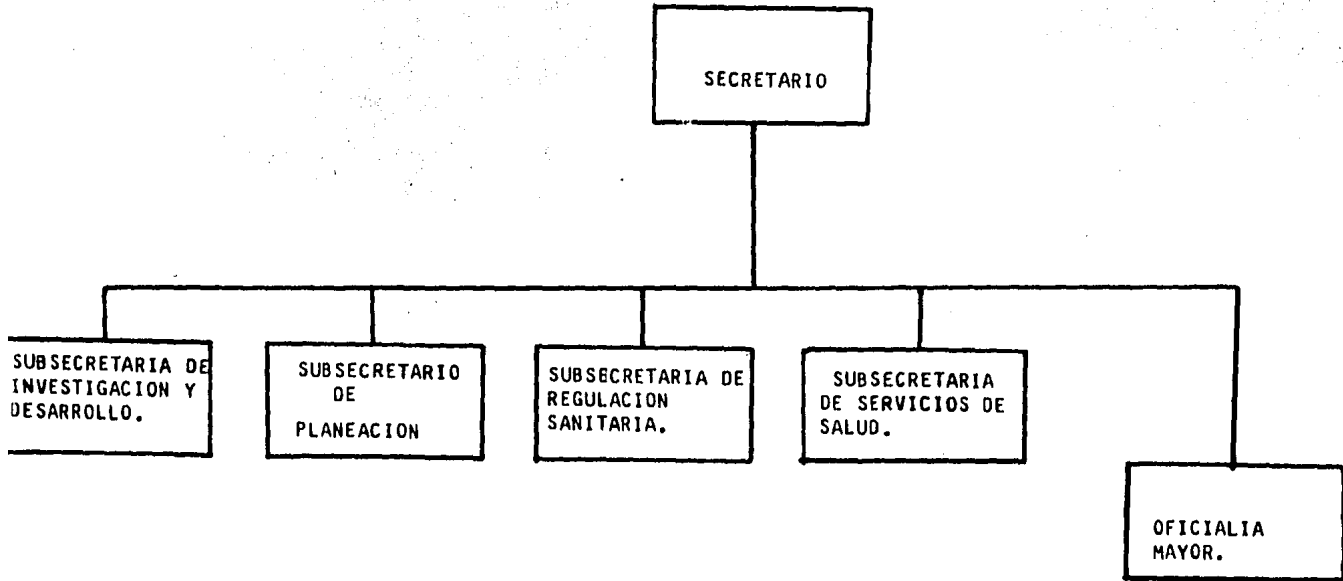 SECRETARIO
SUBSECRETARIA DE
INVESTIGACION Y
DESARROLLO.
SUBSECRETARIO
DE
PLANEACION
SUBSECRETARIA DE
REGULACION
SANITARIA.
SUBSECRETARIA
DE SERVICIOS DE
SALUD.
OFICIALIA
MAYOR.